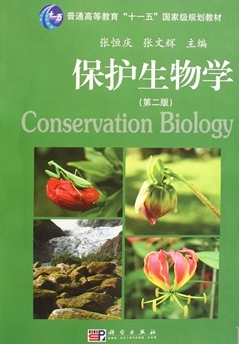 普通高等教育“十一五”国家级规划教材
张恒庆 张文辉 主编
保护生物学
(第二版)
Conservation Biology
科学出版社